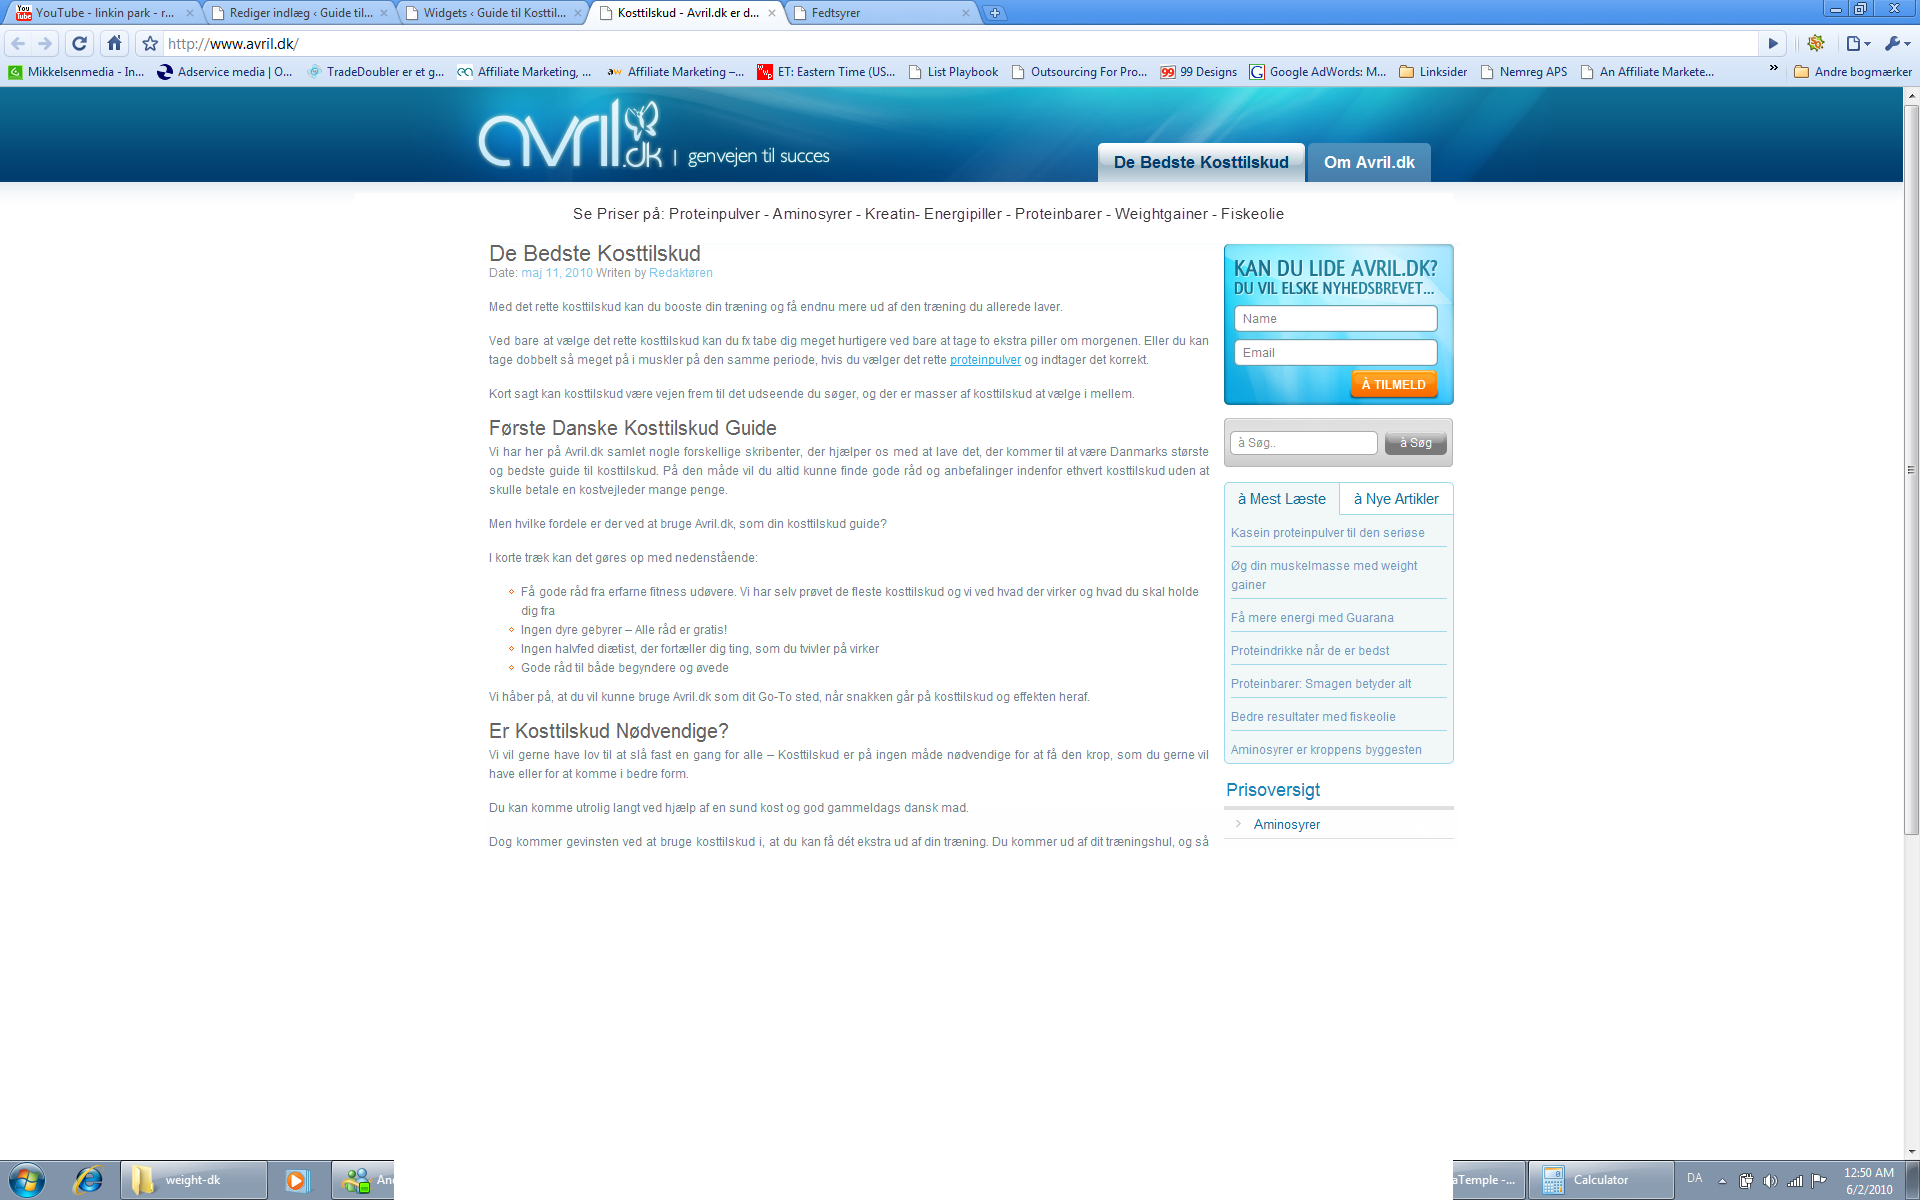 YouTube - linkin park - r...
Rediger indlæg ‹ Guide til...
Widgets ‹ Guide til Kosttil...
Kosttilskud - Avril.dk er d...
Fedtsyrer
http://www.avril.dk/
Mikkelsenmedia - In...
Adservice media | O...
TradeDoubler er et g...
Affiliate Marketing, ...
Affiliate Marketing –...
ET: Eastern Time (US...
List Playbook
Outsourcing For Pro...
99 Designs
Google AdWords: M...
Linksider
Nemreg APS
An Affiliate Markete...
»
Andre bogmærker
avril.dk | genvejen til succes
De Bedste Kosttilskud
Om Avril.dk
Se Priser på: Proteinpulver - Aminosyrer - Kreatin- Energipiller - Proteinbarer - Weightgainer - Fiskeolie
De Bedste Kosttilskud
Date: maj 11, 2010 Writen by Redaktøren
Med det rette kosttilskud kan du booste din træning og få endnu mere ud af den træning du allerede laver.
Ved bare at vælge det rette kosttilskud kan du fx tabe dig meget hurtigere ved bare at tage to ekstra piller om morgenen. Eller du kan
tage dobbelt så meget på i muskler på den samme periode, hvis du vælger det rette proteinpulver og indtager det korrekt.
Kort sagt kan kosttilskud være vejen frem til det udseende du søger, og der er masser af kosttilskud at vælge i mellem.
Første Danske Kosttilskud Guide
Vi har her på Avril.dk samlet nogle forskellige skribenter, der hjælper os med at lave det, der kommer til at være Danmarks største
og bedste guide til kosttilskud. På den måde vil du altid kunne finde gode råd og anbefalinger indenfor ethvert kosttilskud uden at
skulle betale en kostvejleder mange penge.
Men hvilke fordele er der ved at bruge Avril.dk, som din kosttilskud guide?
I korte træk kan det gøres op med nedenstående:
Få gode råd fra erfarne fitness udøvere. Vi har selv prøvet de fleste kosttilskud og vi ved hvad der virker og hvad du skal holde
dig fra
Ingen dyre gebyrer – Alle råd er gratis!
Ingen halvfed diætist, der fortæller dig ting, som du tvivler på virker
Gode råd til både begyndere og øvede
Vi håber på, at du vil kunne bruge Avril.dk som dit Go-To sted, når snakken går på kosttilskud og effekten heraf.
Er Kosttilskud Nødvendige?
Vi vil gerne have lov til at slå fast en gang for alle – Kosttilskud er på ingen måde nødvendige for at få den krop, som du gerne vil
have eller for at komme i bedre form.
Du kan komme utrolig langt ved hjælp af en sund kost og god gammeldags dansk mad.
Dog kommer gevinsten ved at bruge kosttilskud i, at du kan få dét ekstra ud af din træning. Du kommer ud af dit træningshul, og så
KAN DU LIDE AVRIL.DK?
DU VIL ELSKE NYHEDSBREVET...
Name
Email
À TILMELD
à Søg..
à Søg
à Mest Læste
à Nye Artikler
Kasein proteinpulver til den seriøse
Øg din muskelmasse med weight
gainer
Få mere energi med Guarana
Proteindrikke når de er bedst
Proteinbarer: Smagen betyder alt
Bedre resultater med fiskeolie
Aminosyrer er kroppens byggesten
Prisoversigt
Aminosyrer
weight-dk
An
aTemple -...
Calculator
DA
12:50 AM
6/2/2010